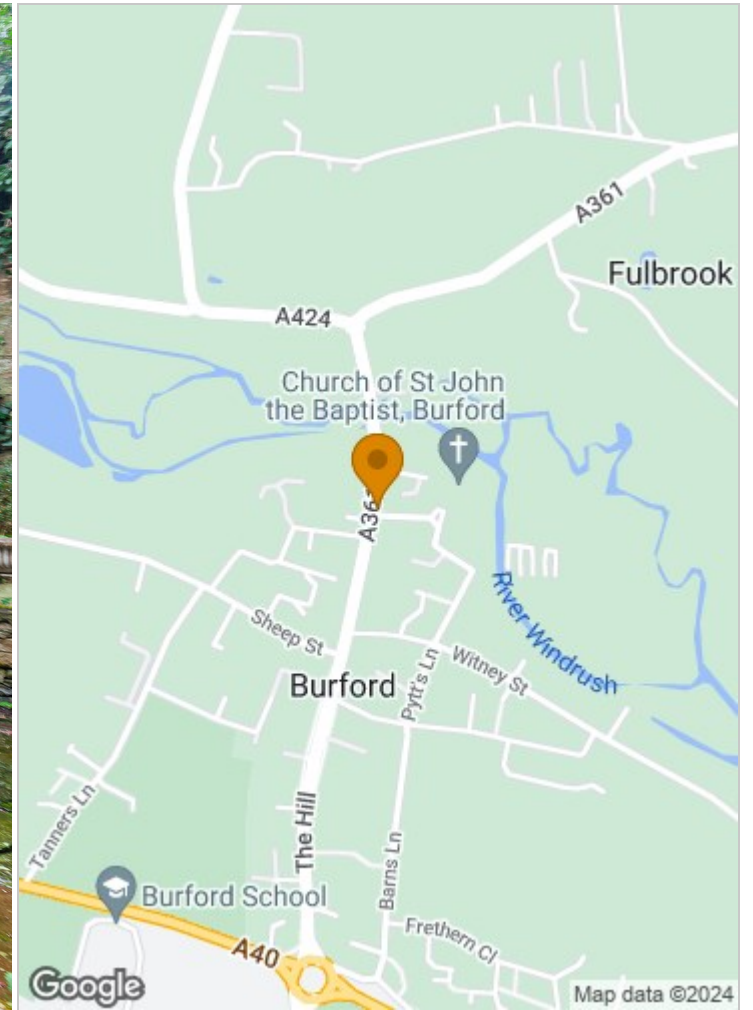 A361
Fulbrook
A424
Church of St John
the Baptist, Burford
A36
River Windrush
Sheep St
Witney St
Burford
Pytt's Ln
Tanners Ln
The Hill
Barns Ln
Burford School
Frethern Cl
A40
Google
Map data ©2024